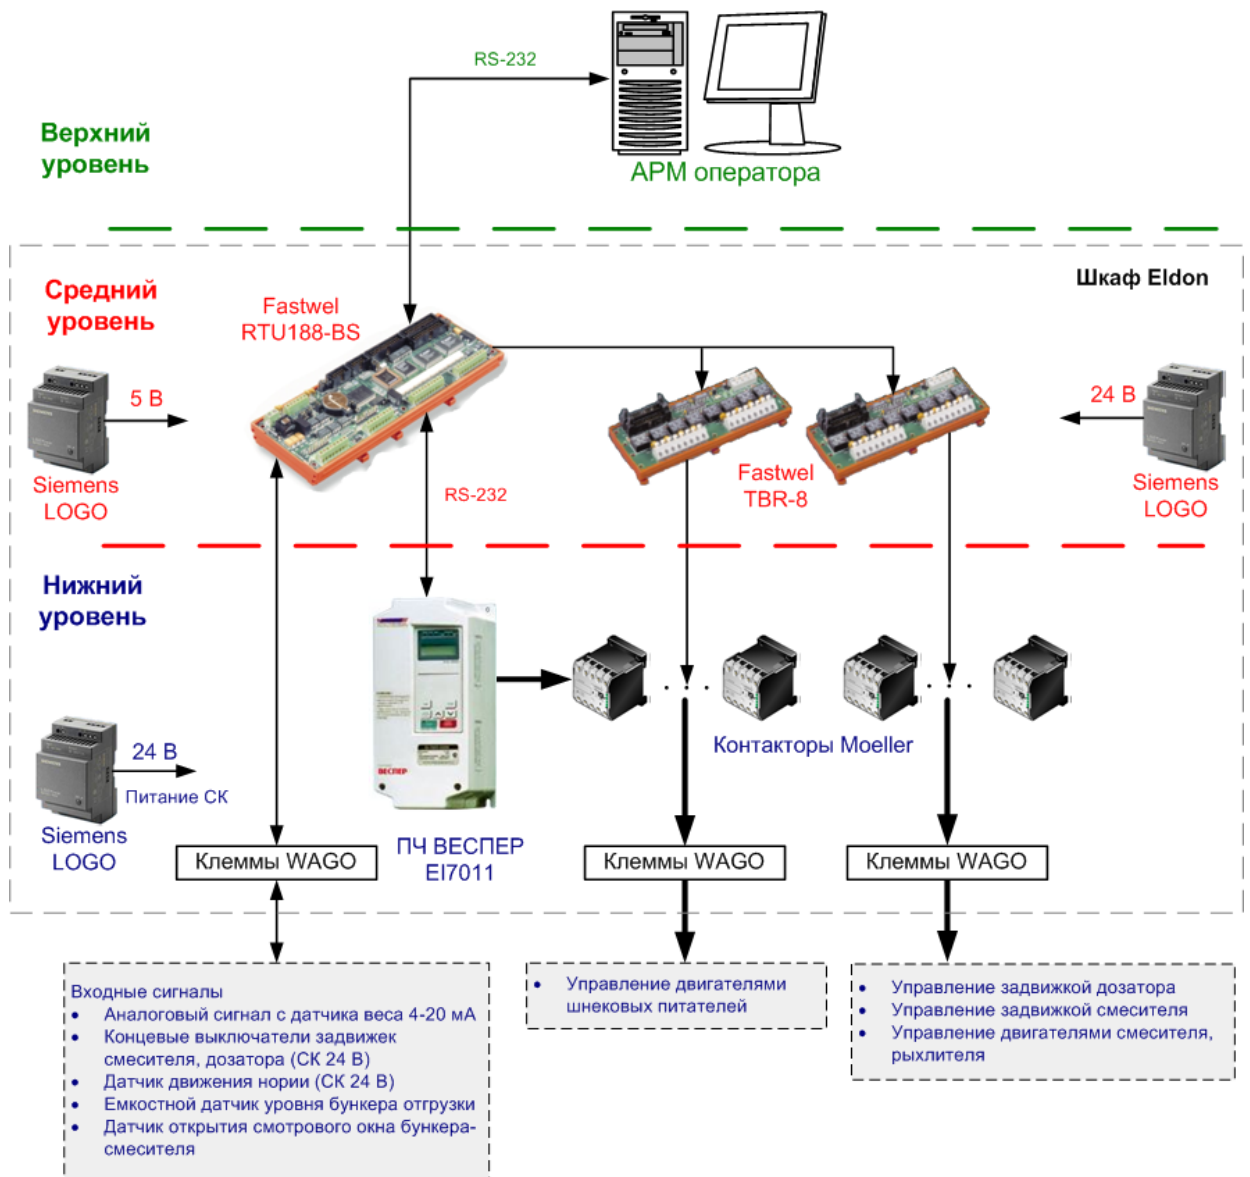 RS-232
Верхний
уровень
АРМ оператора
Шкаф Eldon
Средний
уровень
Fastwel
RTU188-BS
5 В
24 В
Siemens
LOGO
RS-232
Fastwel
TBR-8
Siemens
LOGO
Нижний
уровень
24 В
Питание СК
Siemens
LOGO
ВЕСПЕР
Контакторы Moeller
ПЧ ВЕСПЕР
EI7011
Клеммы WAGO
Клеммы WAGO
Клеммы WAGO
Входные сигналы
• Аналоговый сигнал с датчика веса 4-20 мА
• Концевые выключатели задвижек
смесителя, дозатора (СК 24 В)
• Датчик движения нории (СК 24 В)
• Емкостной датчик уровня бункера отгрузки
• Датчик открытия смотрового окна бункера-
смесителя
• Управление двигателями
шнековых питателей
• Управление задвижкой дозатора
• Управление задвижкой смесителя
• Управление двигателями смесителя,
рыхлителя